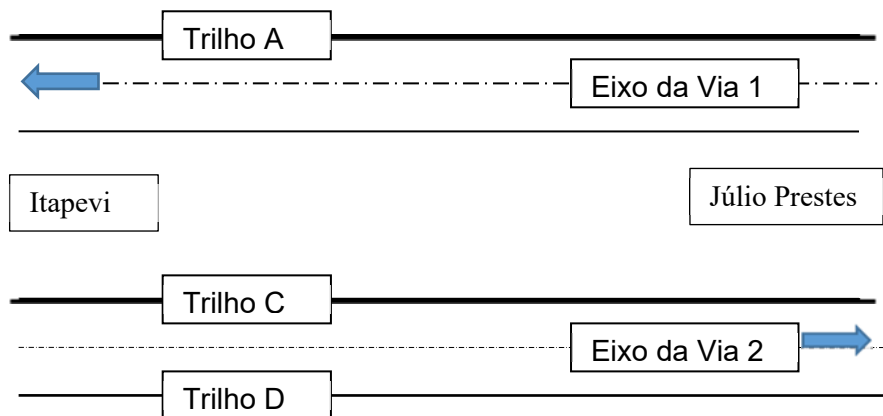 Trilho A
Eixo da Via 1
Itapevi
Júlio Prestes
Trilho C
Eixo da Via 2
Trilho D